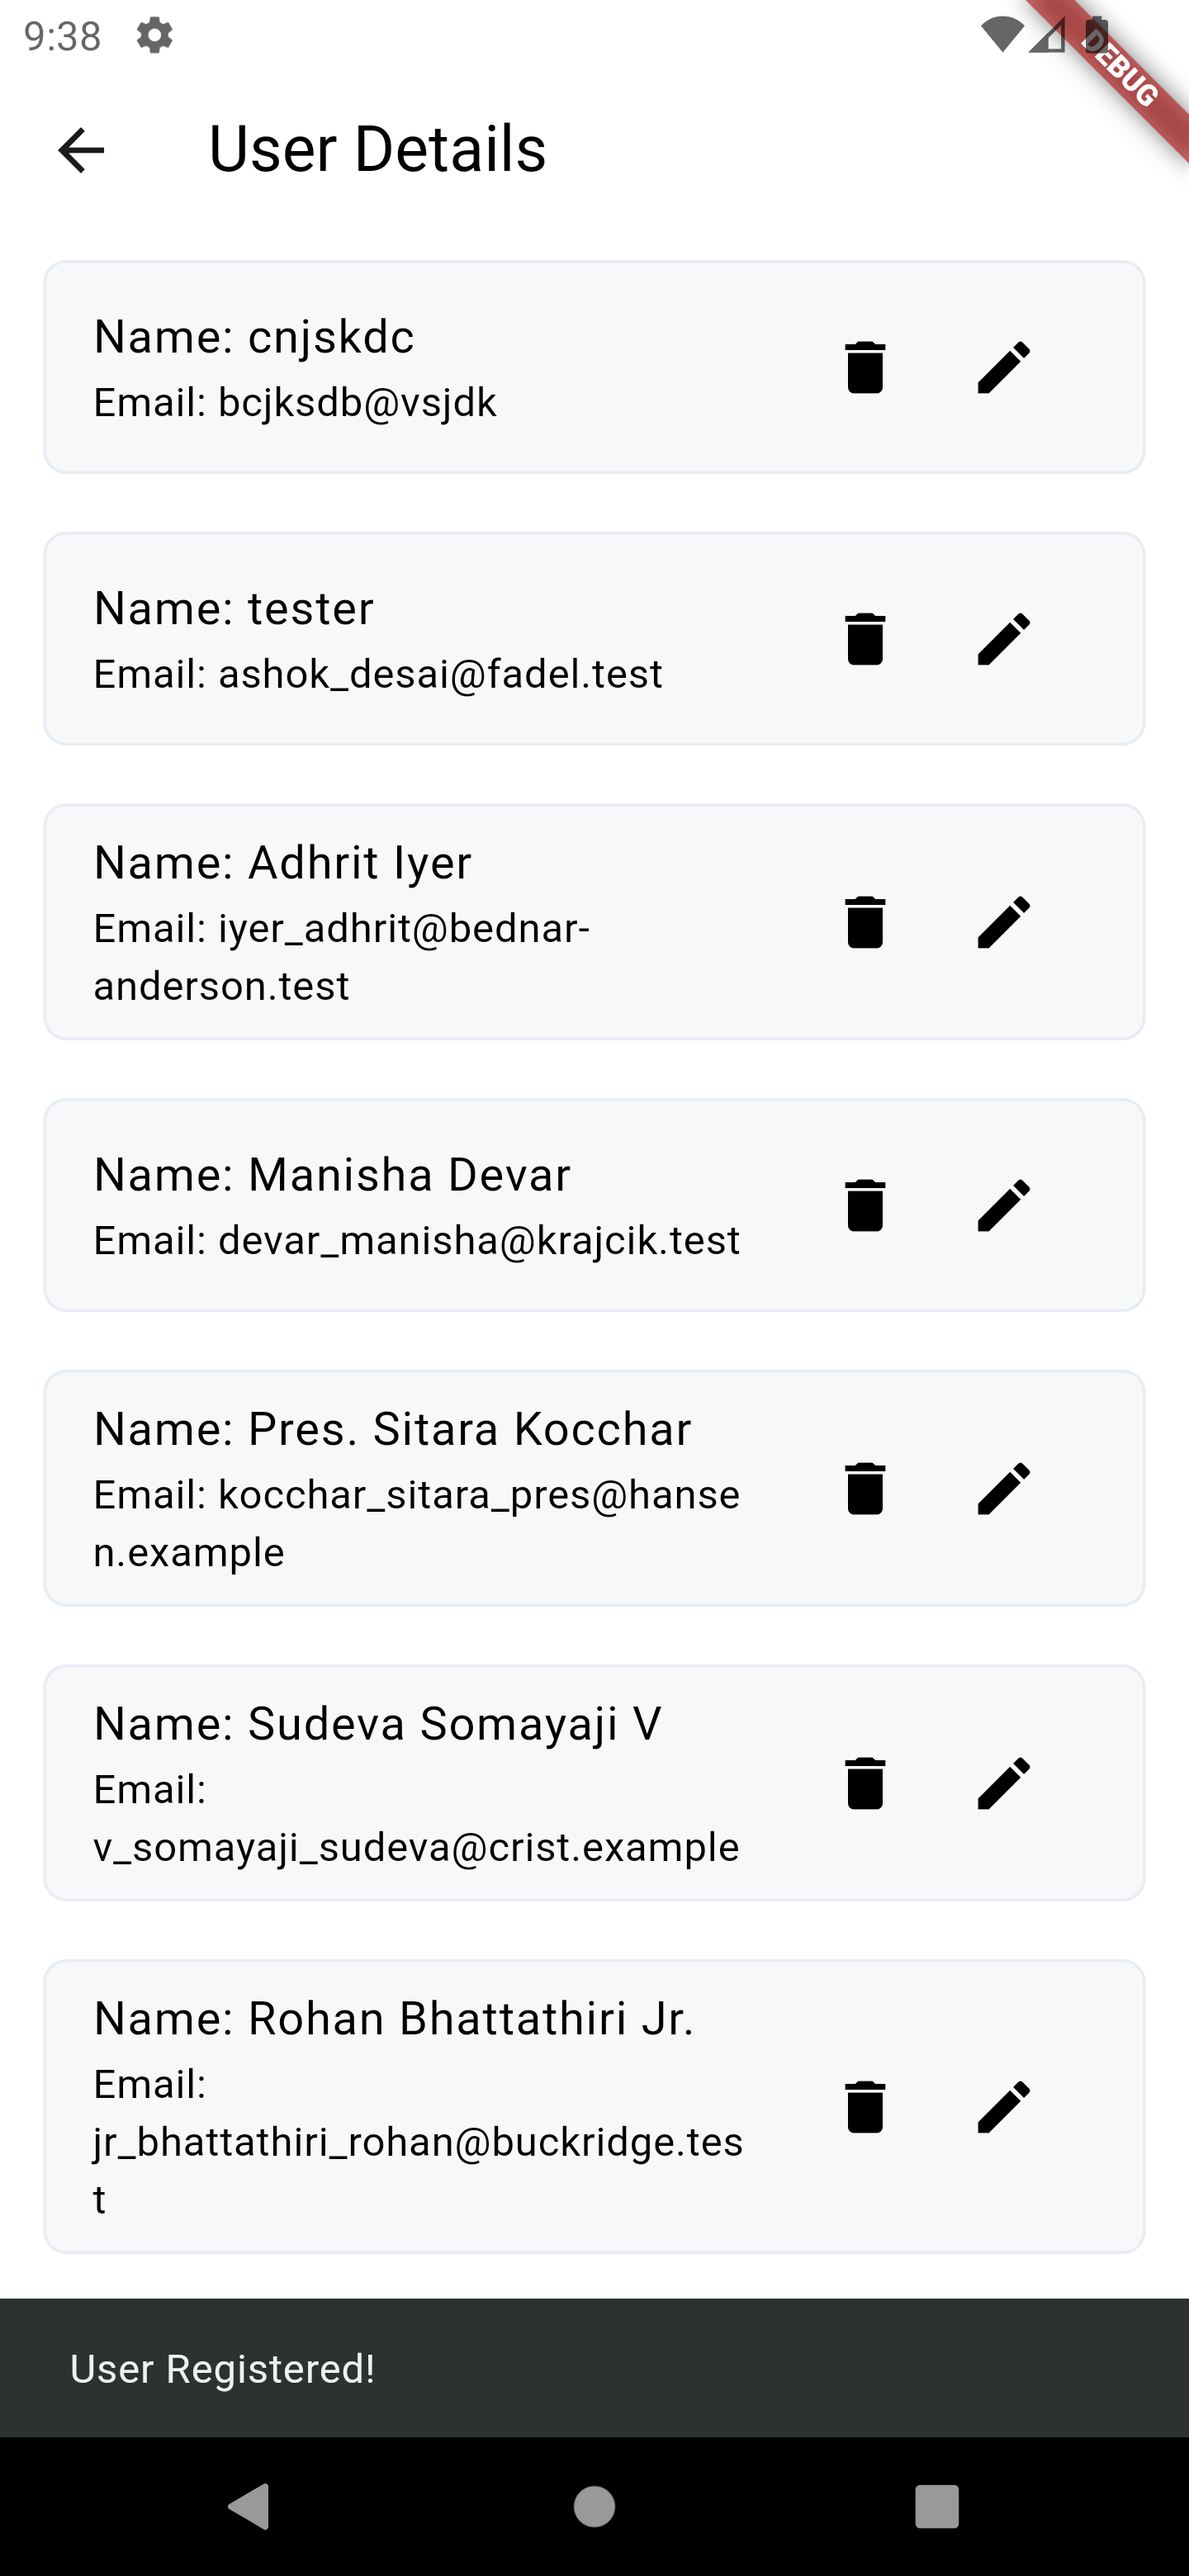 9:38
DEBUG
User Details
Name: cnjskdc
Email: bcjksdb@vsjdk
Name: tester
Email: ashok_desai@fadel.test
Name: Adhrit Iyer
Email: iyer_adhrit@bednar-
anderson.test
Name: Manisha Devar
Email: devar_manisha@krajcik.test
Name: Pres. Sitara Kocchar
Email: kocchar_sitara_pres@hanse
n.example
Name: Sudeva Somayaji V
Email:
v_somayaji_sudeva@crist.example
Name: Rohan Bhattathiri Jr.
Email:
jr_bhattathiri_rohan@buckridge.tes
t
User Registered!